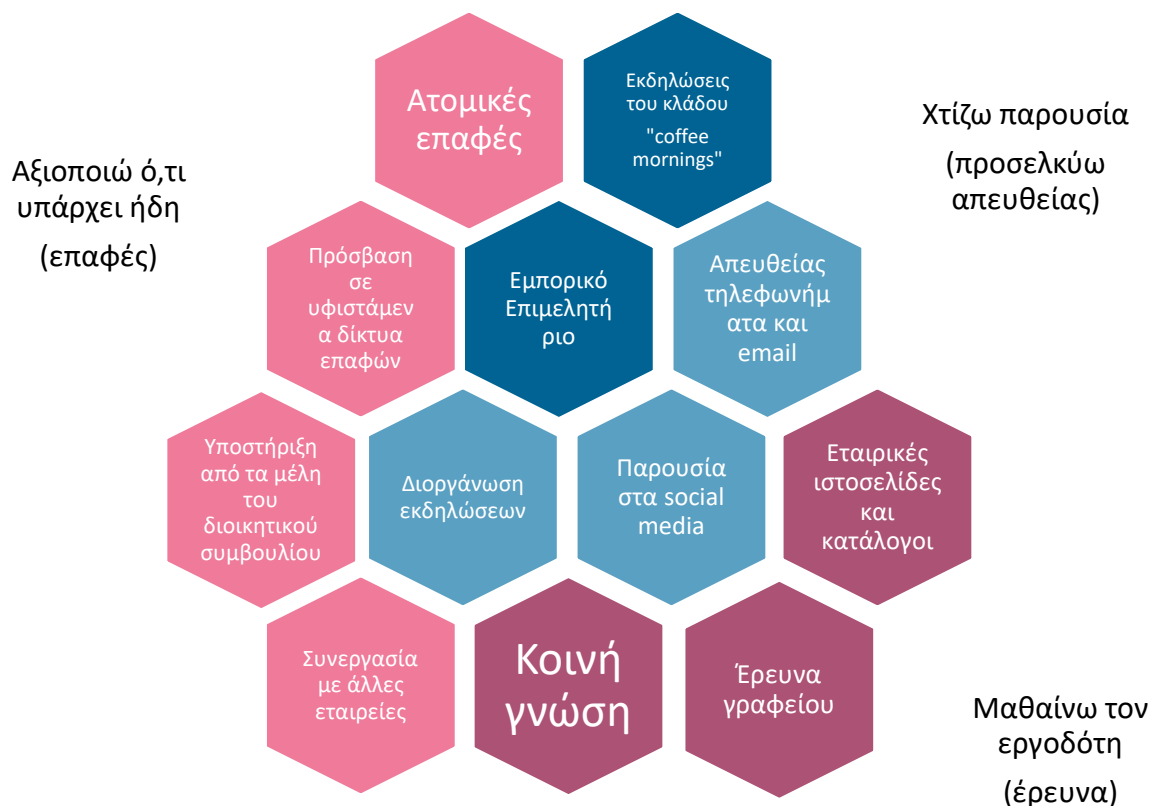 Ατομικές
επαφές
Εκδηλώσεις
του κλάδου
"coffee
mornings"
Χτίζω παρουσία
(προσελκύω
απευθείας)
Αξιοποιώ ό,τι
υπάρχει ήδη
(επαφές)
Πρόσβαση
σε
υφιστάμεν
α δίκτυα
επαφών
Εμπορικό
Επιμελητή
ριο
Απευθείας
τηλεφωνήμ
ατα και
email
Υποστήριξη
από τα μέλη
του
διοικητικού
συμβουλίου
Διοργάνωση
εκδηλώσεων
Παρουσία
στα social
media
Εταιρικές
ιστοσελίδες
και
κατάλογοι
Συνεργασία
με άλλες
εταιρείες
Κοινή
γνώση
Έρευνα
γραφείου
Μαθαίνω τον
εργοδότη
(έρευνα)